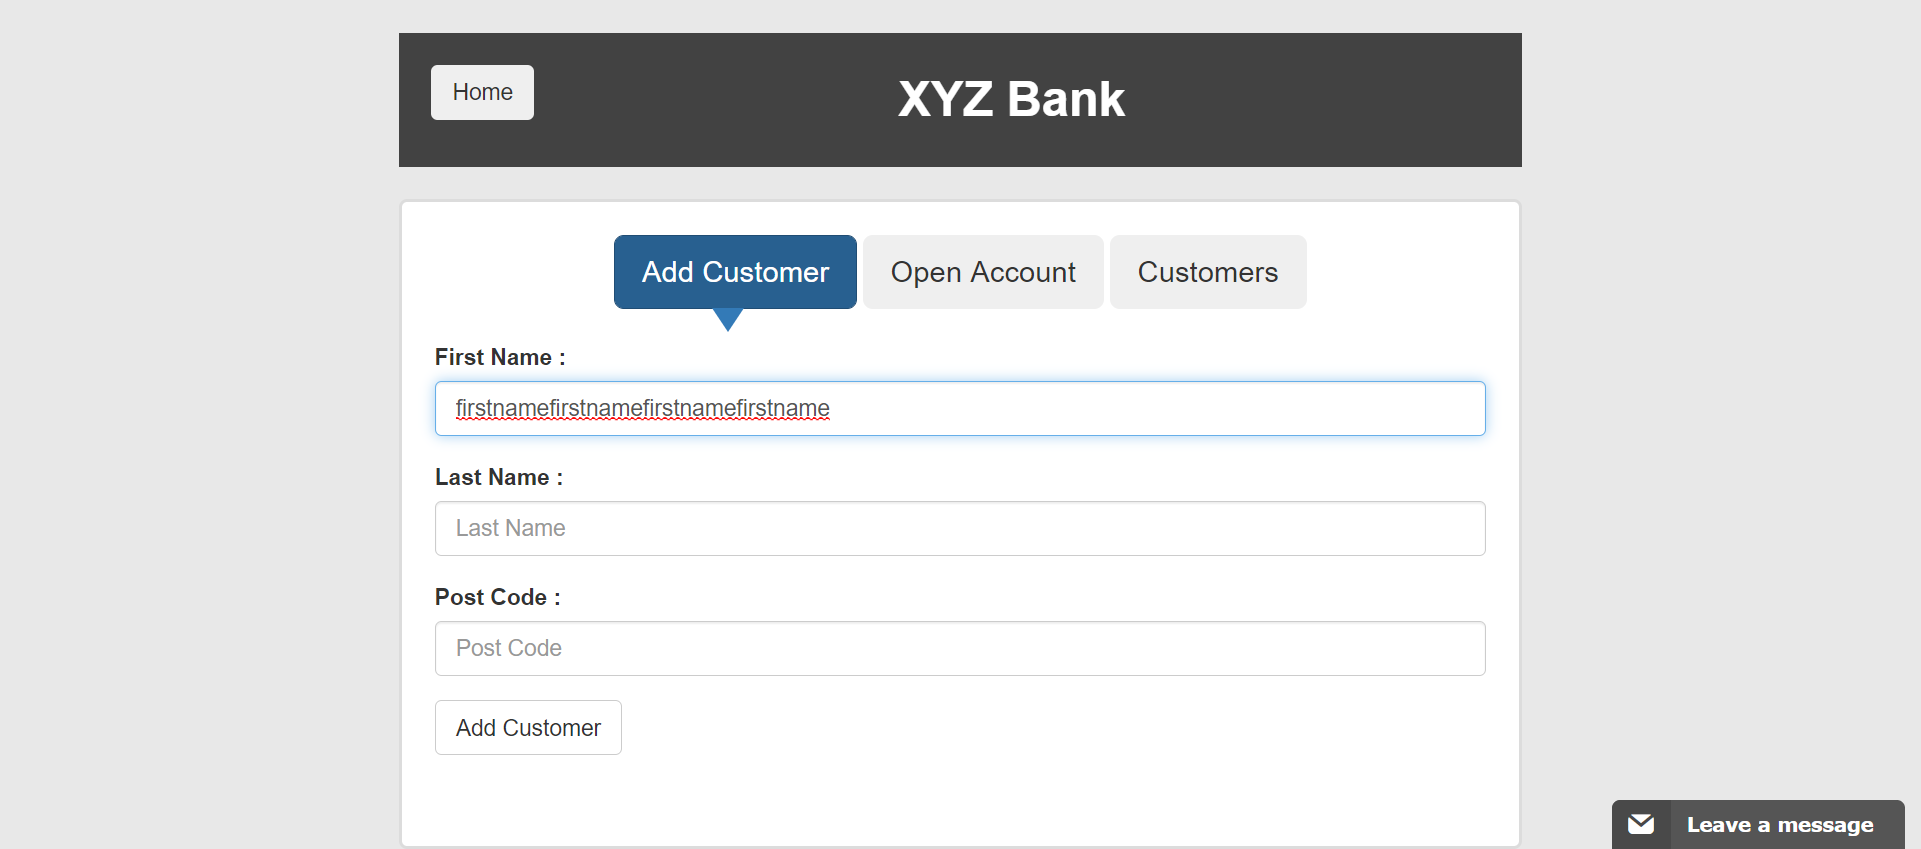 Home
XYZ Bank
Add Customer
Open Account
Customers
First Name :
firstnamefirstnamefirstnamefirstname
Last Name :
Last Name
Post Code :
Post Code
Add Customer
Leave a message